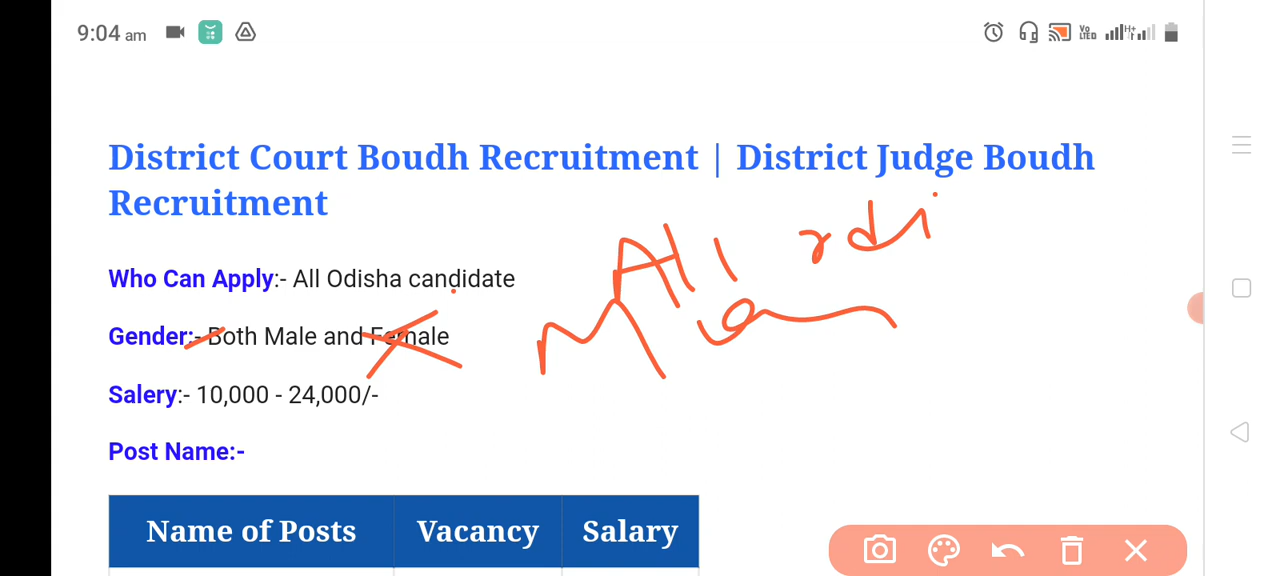 9:04 am
District Court Boudh Recruitment | District Judge Boudh
Recruitment
Who Can Apply:- All Odisha candidate
Gender:- Both Male and Female
Salery:- 10,000 - 24,000/-
Post Name:-
Name of Posts Vacancy Salary